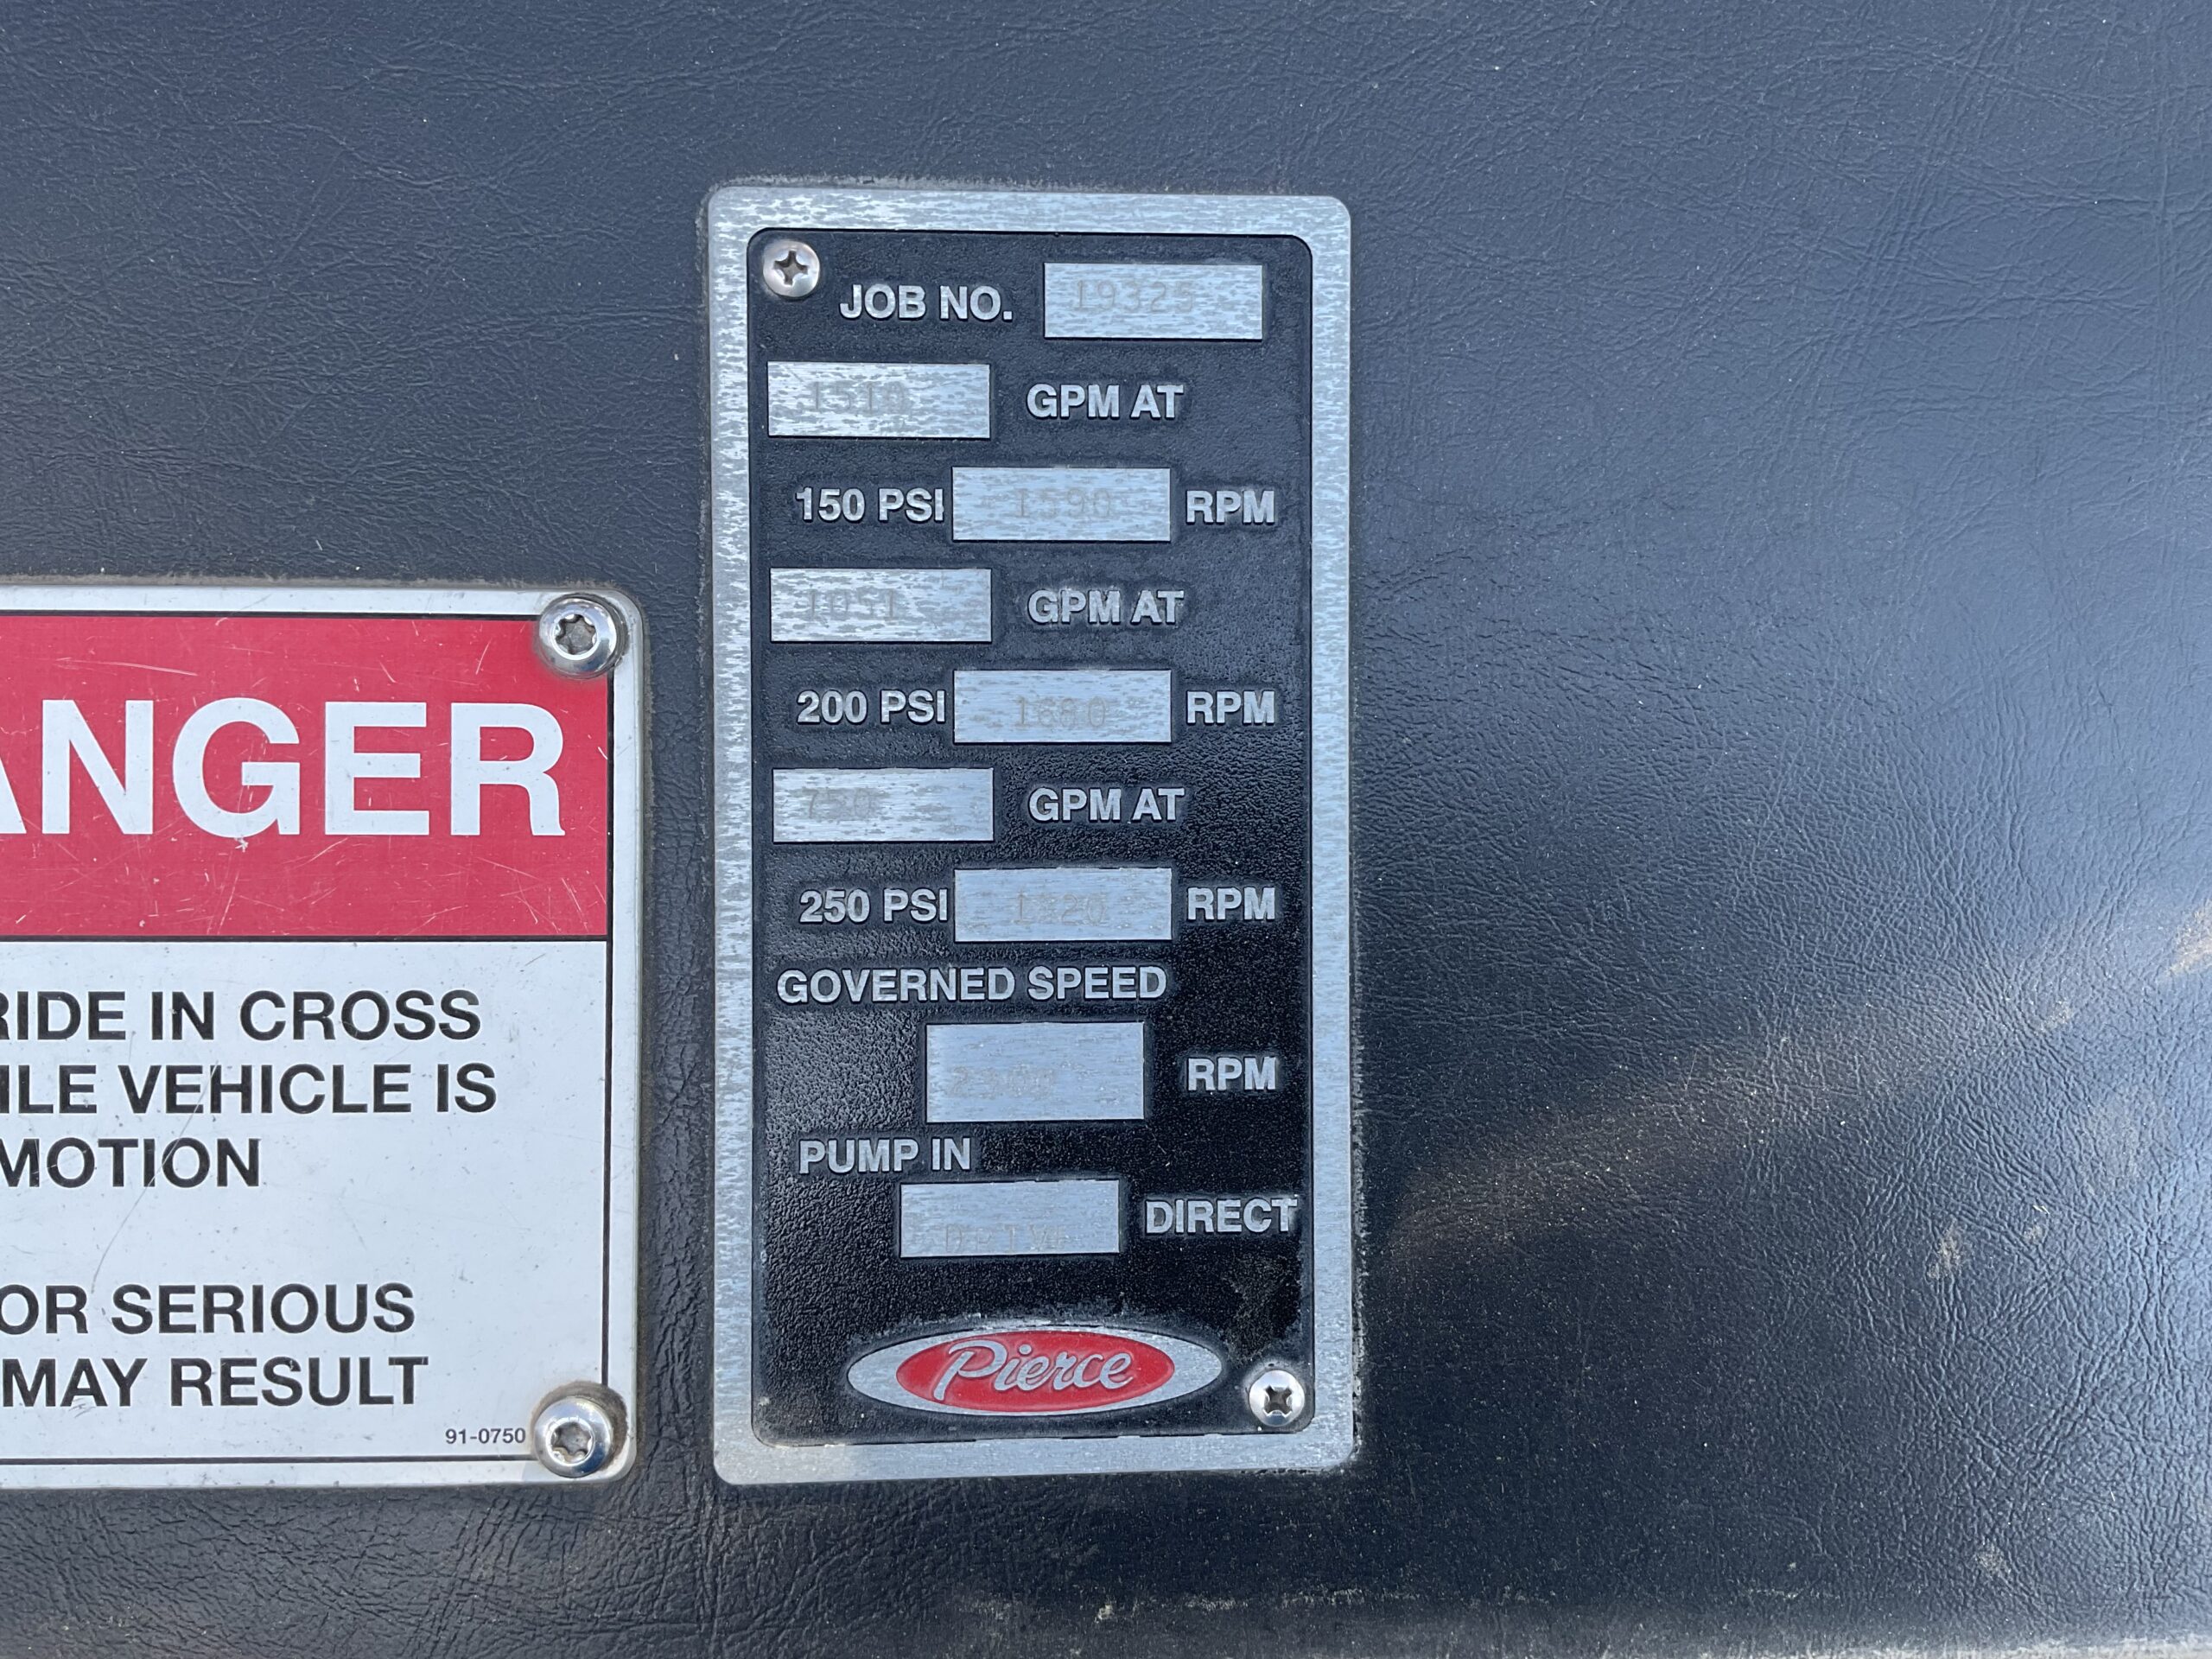 ANGER
RIDE IN CROSS
ILE VEHICLE IS
MOTION
OR SERIOUS
MAY RESULT
91-0750
JOB NO. 19325
1510 GPM AT
150 PSI 1590 RPM
1051 GPM AT
200 PSI 1680 RPM
750 GPM AT
250 PSI RPM
GOVERNED SPEED
RPM
PUMP IN
DIRECT
Pierce